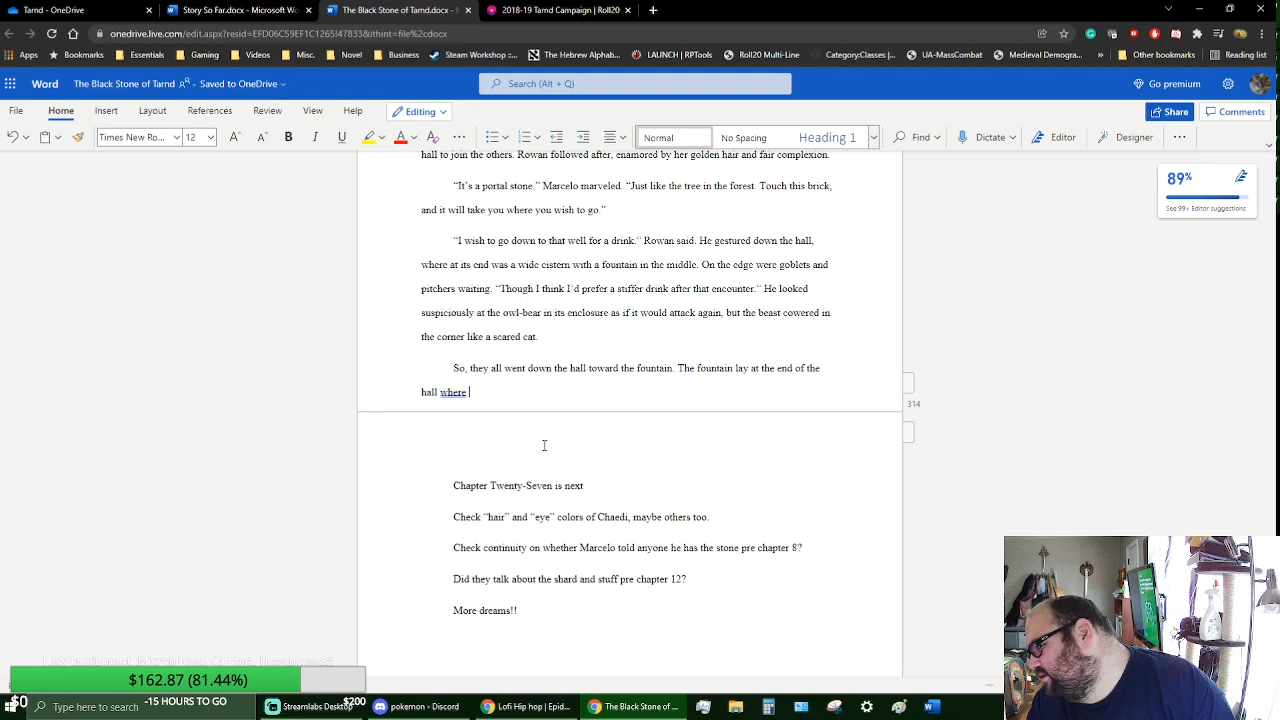 Tarnd - OneDrive
Story So Far.docx - Microsoft Wo
The Black Stone of Tarnd.docx -
2018-19 Tarnd Campaign | Roll20
onedrive.live.com/edit.aspx?resid=EFD06C59EF1C1265!47833&ithint=file%2cdocx
Apps Bookmarks Essentials Gaming Videos Novel Business Steam Workshop ::... The Hebrew Alphab... LAUNCH | RPTools Roll20 Multi-Line Category:Classes |... UA-MassCombat Medieval Demogra... Other bookmarks Reading list
Word The Black Stone of Tarnd - Saved to OneDrive Search (Alt + Q) Go premium
File Home Insert Layout References Review View Help Editing Share Comments
Times New Ro... 12 B I U Normal No Spacing Heading 1 Find Dictate Editor Designer
hall to join the others. Rowan followed after, enamored by her golden hair and fair complexion.
“It’s a portal stone.” Marcelo marveled. “Just like the tree in the forest. Touch this brick,
and it will take you where you wish to go.”
“I wish to go down to that well for a drink.” Rowan said. He gestured down the hall,
where at its end was a wide cistern with a fountain in the middle. On the edge were goblets and
pitchers waiting. “Though I think I’d prefer a stiffer drink after that encounter.” He looked
suspiciously at the owl-bear in its enclosure as if it would attack again, but the beast cowered in
the corner like a scared cat.
So, they all went down the hall toward the fountain. The fountain lay at the end of the
hall where
89%
See 99+ Editor suggestions
314
Chapter Twenty-Seven is next
Check “hair” and “eye” colors of Chaedi, maybe others too.
Check continuity on whether Marcelo told anyone he has the stone pre chapter 8?
Did they talk about the shard and stuff pre chapter 12?
More dreams!!
$162.87 (81.44%)
$0 -15 HOURS TO GO $200
Type here to search
Streamlabs Desktop
pokemon - Discord
Lofi Hip hop | Epid...
The Black Stone of ...